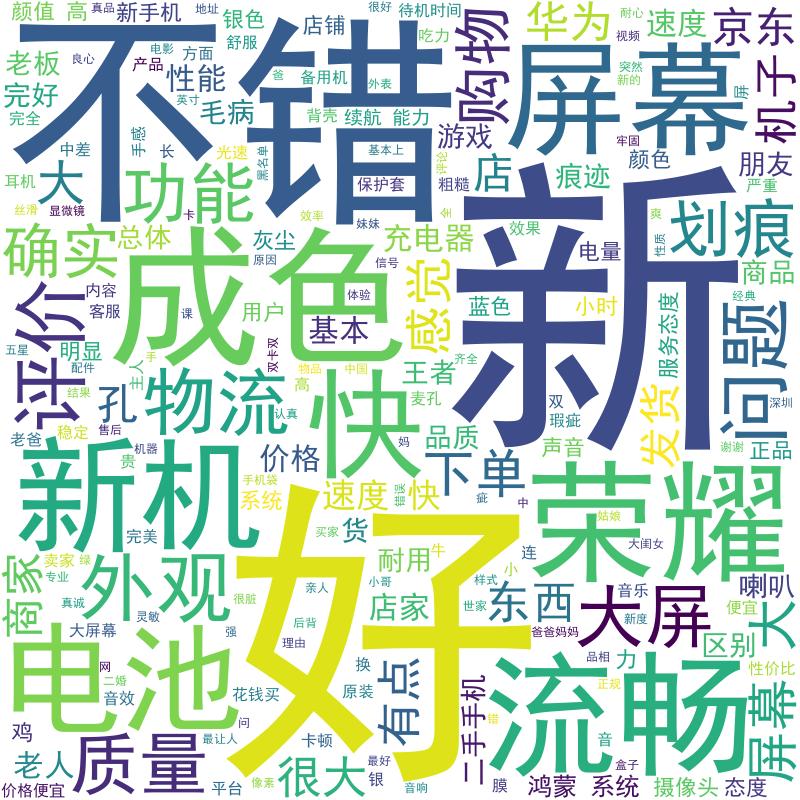 颜值 高 新手机 银色 店铺 很好 待机时间 华为 速度 京东
地址 良心 电影 方面 舒服 吃力 耐心 视频
不错
购物
屏幕
老板 真品 产品 性能 爸 备用机 外表 突然 新的 屏 机子
完好 英寸 毛病 背壳 续航 能力
完全 手感 光速 黑名单 基本上 游戏 牢固 颜色 朋友
中差 长 评论
耳机 大 卡 保护套 粗糙 店 痕迹 严重
丝滑 显微镜 功能 效率 妹妹 全 效果 爽 划痕
新
确实 总体 灰尘 充电器 电量 性质
原因 信号 商品
成色
感觉
评价 内容 客服 用户 体验 蓝色 小时 服务态度 经典
课 基本 双卡双 问题
五星 明显 主人 手 物品 中国 王者 齐全
配件 高 双 深圳
结果 孔 物流 认真 快 麦孔 瑕疵 发货
老爸 稳定 售后 妈 品质 声音 谢谢 正品
新机 贵 机器 价格 下单
手机袋 系统 速度 快 错误 疵 中 荣耀
完美 买家 货 姑娘
商家 卖家 绿 外观 耐用 牛 连 大闺女
专业 亲人 小哥 小 样式 音乐 喇叭
真诚 灵敏 很脏 店家 东西 大屏 便宜 大
好
大屏幕 强 后背 世家 新度
电池 理由 爸爸妈妈 区别
网 品相 力 性价比
二婚 换 有点 流畅 屏幕
音效 花钱买 原装 二手手机 正规
鸡 问 卡顿 错 音
老人 质量 最让人 很大 最好 盒子
价格便宜 平台 像素 银 音响 膜 鸿蒙 系统 摄像头 态度